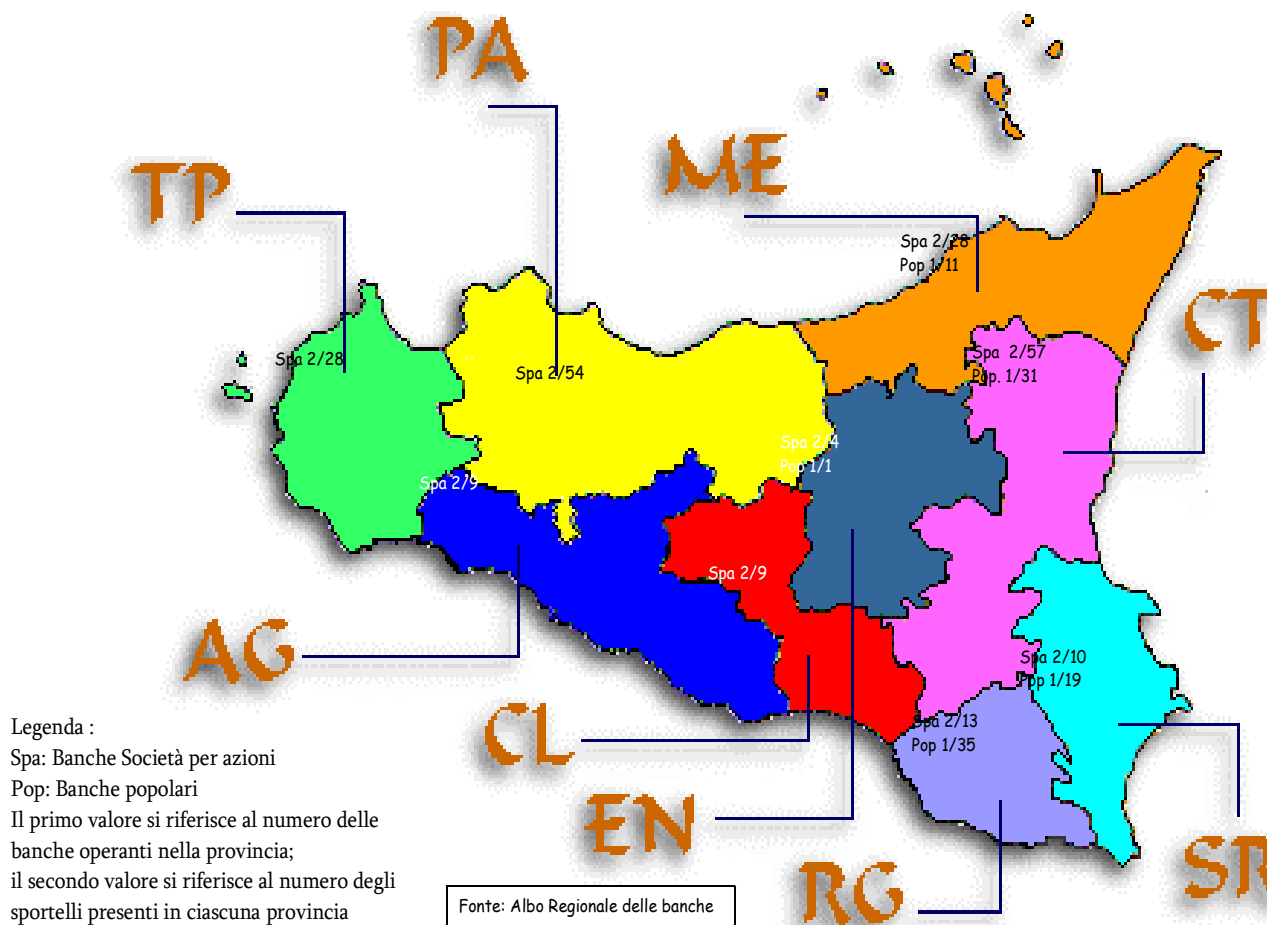 PA
TP
ME
Spa 2/28
Pop 1/11
CT
Spa 2/28
Spa 2/54
Spa 2/57
Pop. 1/31
Spa 2/4
Pop 1/1
Spa 2/9
Spa 2/9
AG
Spa 2/10
Pop 1/19
CL
Spa 2/13
Pop 1/35
EN
RG
SR
Legenda :
Spa: Banche Società per azioni
Pop: Banche popolari
Il primo valore si riferisce al numero delle
banche operanti nella provincia;
il secondo valore si riferisce al numero degli
sportelli presenti in ciascuna provincia
Fonte: Albo Regionale delle banche